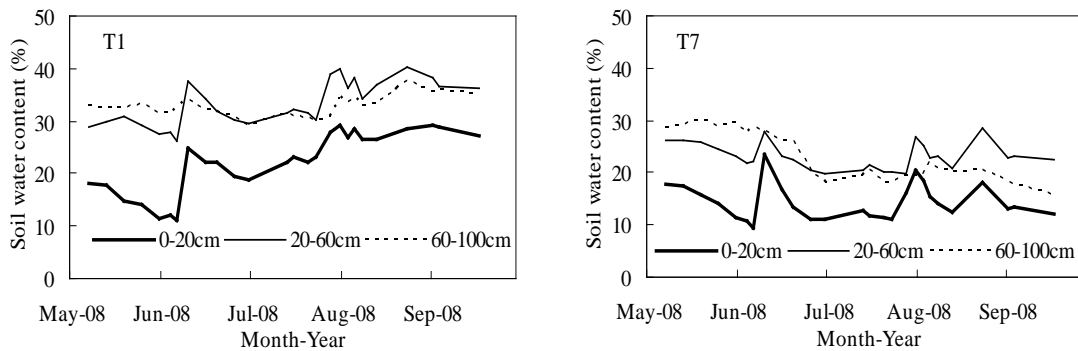 T1
Soil water content (%)
50
40
30
20
10
0
0-20cm 20-60cm 60-100cm
May-08 Jun-08 Jul-08 Aug-08 Sep-08
Month-Year
T7
Soil water content (%)
50
40
30
20
10
0
0-20cm 20-60cm 60-100cm
May-08 Jun-08 Jul-08 Aug-08 Sep-08
Month-Year